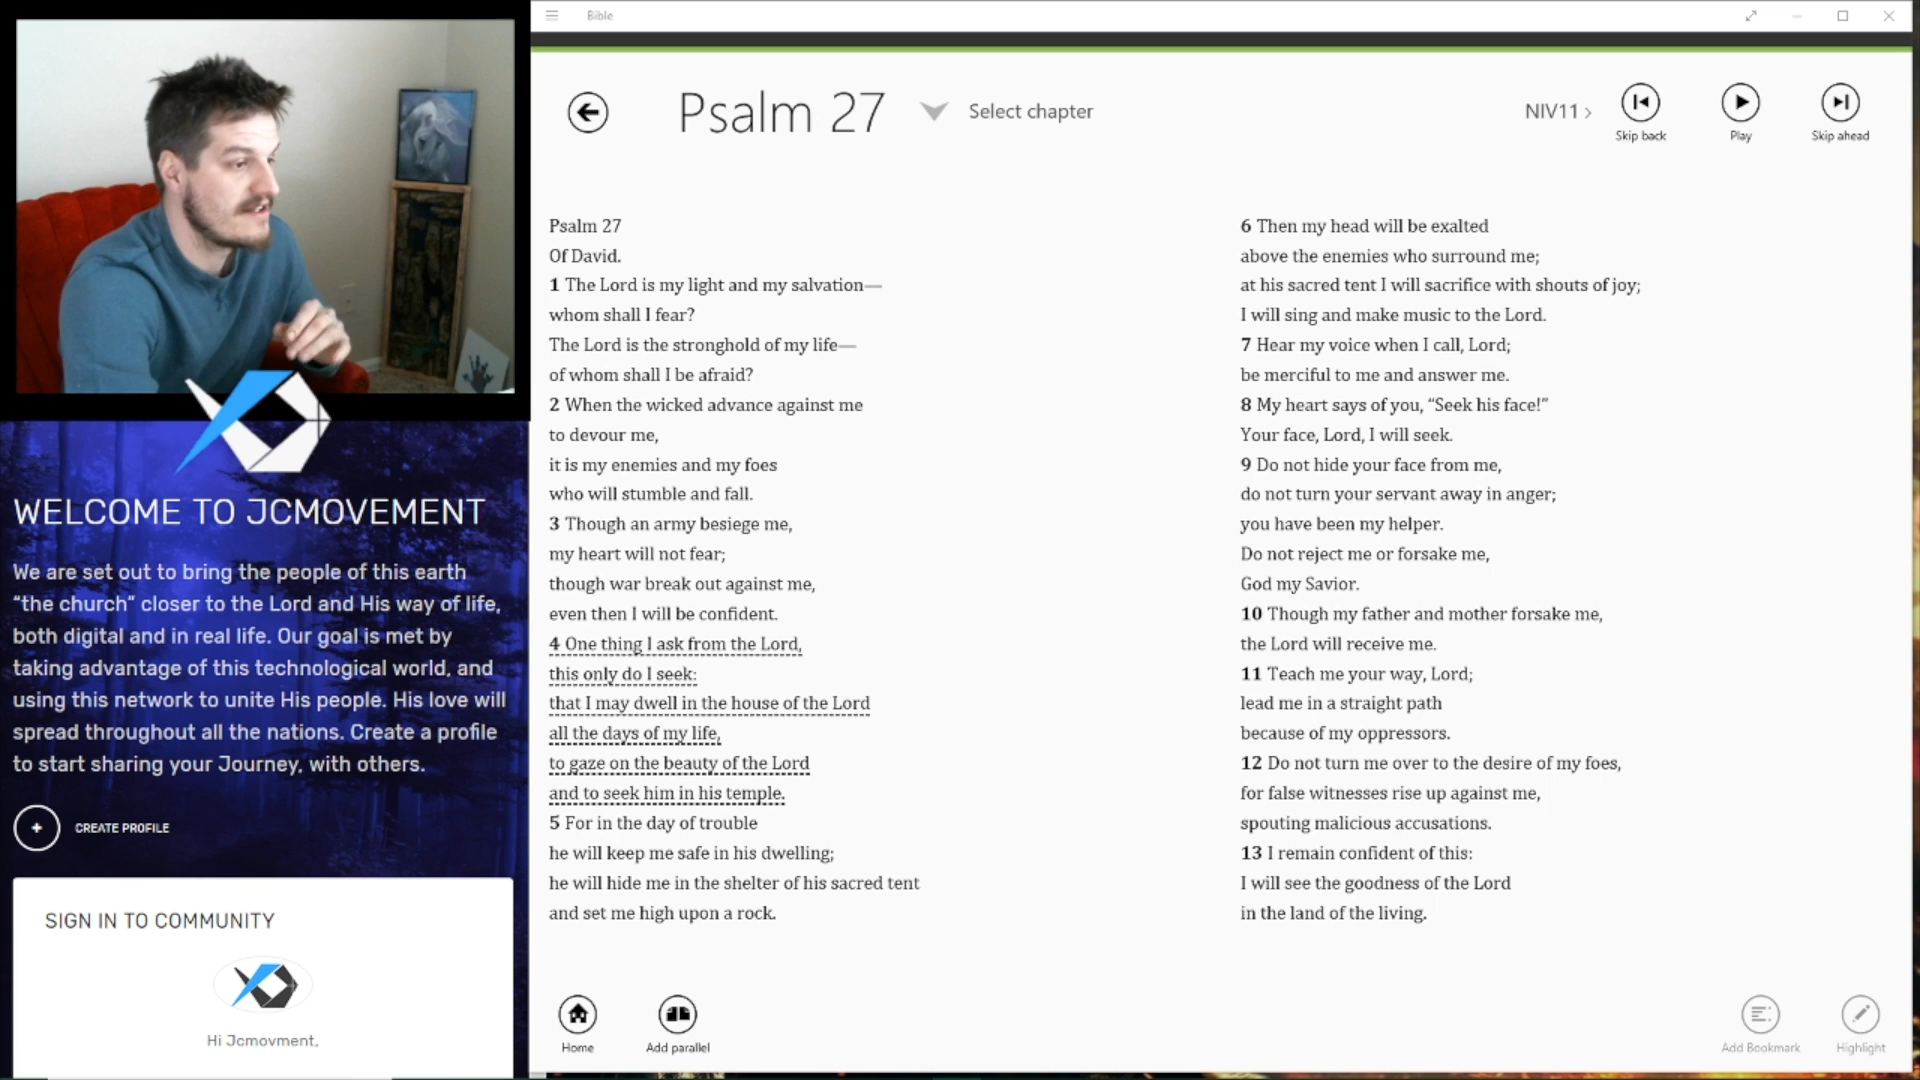 Bible
Psalm 27
Select chapter
NIV11 ›
Skip back
Play
Skip ahead
Psalm 27
Of David.
1 The Lord is my light and my salvation—
whom shall I fear?
The Lord is the stronghold of my life—
of whom shall I be afraid?
2 When the wicked advance against me
to devour me,
it is my enemies and my foes
who will stumble and fall.
3 Though an army besiege me,
my heart will not fear;
though war break out against me,
even then I will be confident.
4 One thing I ask from the Lord,
this only do I seek:
that I may dwell in the house of the Lord
all the days of my life,
to gaze on the beauty of the Lord
and to seek him in his temple.
5 For in the day of trouble
he will keep me safe in his dwelling;
he will hide me in the shelter of his sacred tent
and set me high upon a rock.
6 Then my head will be exalted
above the enemies who surround me;
at his sacred tent I will sacrifice with shouts of joy;
I will sing and make music to the Lord.
7 Hear my voice when I call, Lord;
be merciful to me and answer me.
8 My heart says of you, “Seek his face!”
Your face, Lord, I will seek.
9 Do not hide your face from me,
do not turn your servant away in anger;
you have been my helper.
Do not reject me or forsake me,
God my Savior.
10 Though my father and mother forsake me,
the Lord will receive me.
11 Teach me your way, Lord;
lead me in a straight path
because of my oppressors.
12 Do not turn me over to the desire of my foes,
for false witnesses rise up against me,
spouting malicious accusations.
13 I remain confident of this:
I will see the goodness of the Lord
in the land of the living.
Home
Add parallel
Add Bookmark
Highlight
WELCOME TO JCMOVEMENT
We are set out to bring the people of this earth
“the church” closer to the Lord and His way of life,
both digital and in real life. Our goal is met by
taking advantage of this technological world, and
using this network to unite His people. His love will
spread throughout all the nations. Create a profile
to start sharing your Journey, with others.
CREATE PROFILE
SIGN IN TO COMMUNITY
Hi Jcmovment,